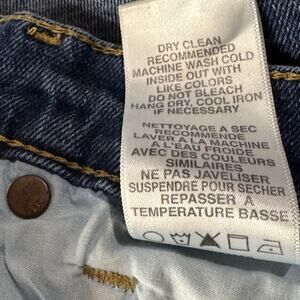 DRY CLEAN
RECOMMENDED
MACHINE WASH COLD
INSIDE OUT WITH
LIKE COLORS
DO NOT BLEACH
HANG DRY, COOL IRON
IF NECESSARY
NETTOYAGE A SEC
RECOMMANDE
LAVER A LA MACHINE
A L'EAU FROIDE
AVEC DES COULEURS
SIMILAIRES
NE PAS JAVELISER
SUSPENDRE POUR SECHER
REPASSER A
TEMPERATURE BASSE